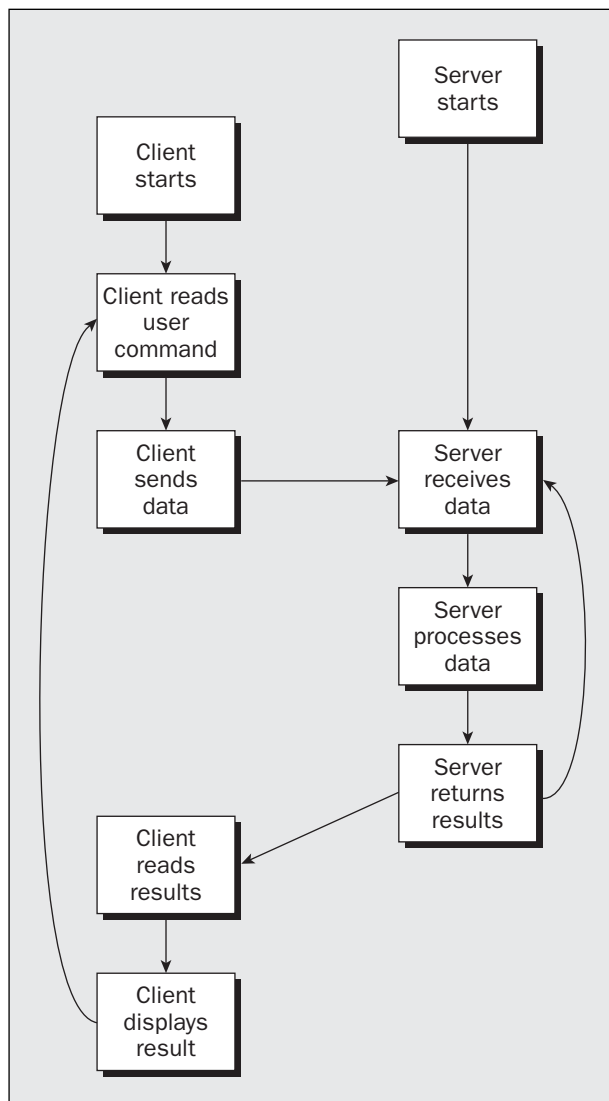 Server
starts
Client
starts
Client reads
user
command
Client
sends
data
Server
receives
data
Server
processes
data
Server
returns
results
Client
reads
results
Client
displays
result